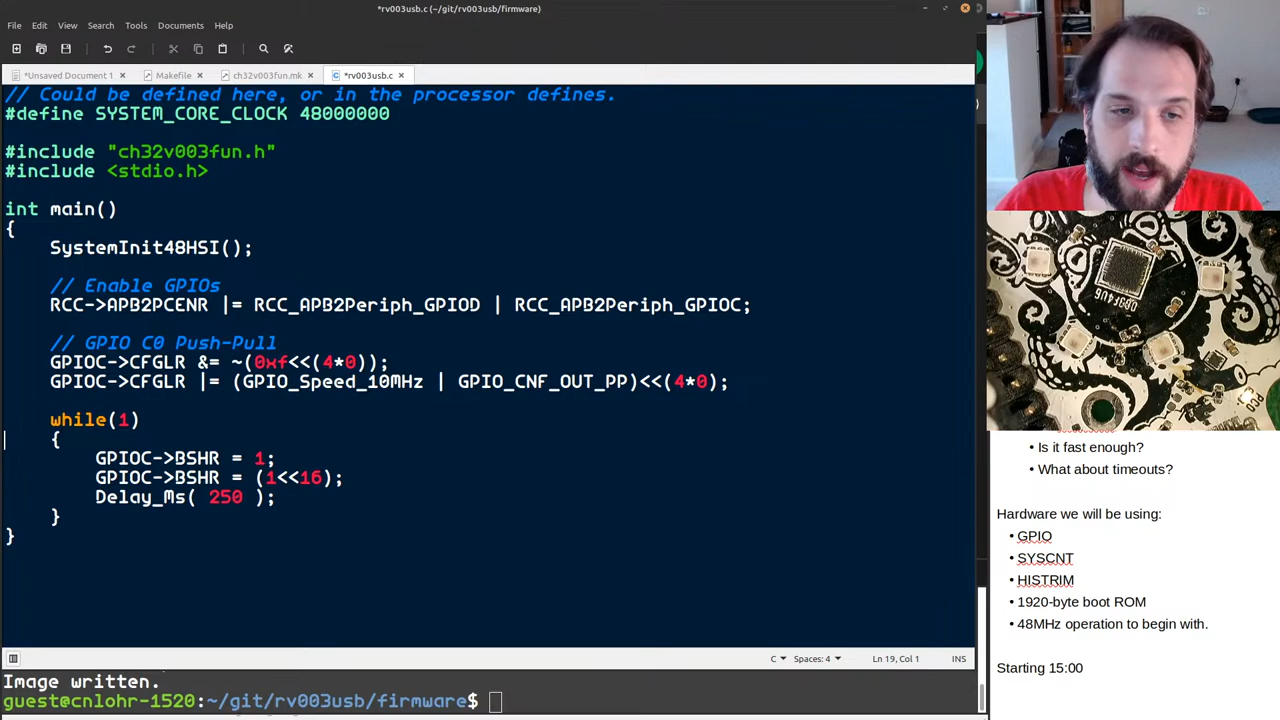 *rv003usb.c (~/git/rv003usb/firmware)
File Edit View Search Tools Documents Help
*Unsaved Document 1 Makefile ch32v003fun.mk *rv003usb.c
// Could be defined here, or in the processor defines.
#define SYSTEM_CORE_CLOCK 48000000
#include "ch32v003fun.h"
#include <stdio.h>
int main()
{
SystemInit48HSI();
// Enable GPIOs
RCC->APB2PCENR |= RCC_APB2Periph_GPIOD | RCC_APB2Periph_GPIOC;
// GPIO C0 Push-Pull
GPIOC->CFGLR &= ~(0xf<<(4*0));
GPIOC->CFGLR |= (GPIO_Speed_10MHz | GPIO_CNF_OUT_PP)<<(4*0);
while(1)
{
GPIOC->BSHR = 1;
GPIOC->BSHR = (1<<16);
Delay_Ms( 250 );
}
}
C Spaces: 4 Ln 19, Col 1 INS
Image written.
guest@cnlohr-1520:~/git/rv003usb/firmware$
PC0
• Is it fast enough?
• What about timeouts?
Hardware we will be using:
• GPIO
• SYSCNT
• HISTRIM
• 1920-byte boot ROM
• 48MHz operation to begin with.
Starting 15:00